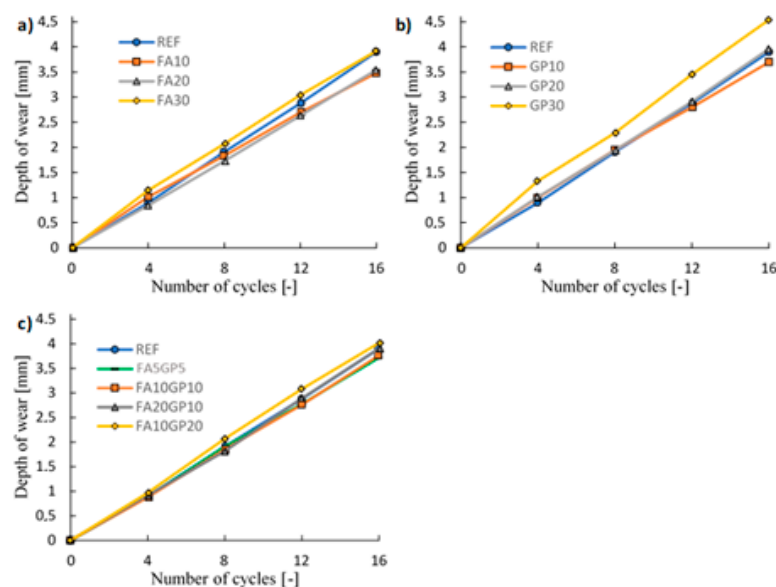 a)
4.5
4
3.5
3
2.5
2
1.5
1
0.5
0
Depth of wear [mm]
REF
FA10
FA20
FA30
0 4 8 12 16
Number of cycles [-]
b)
4.5
4
3.5
3
2.5
2
1.5
1
0.5
0
Depth of wear [mm]
REF
GP10
GP20
GP30
0 4 8 12 16
Number of cycles [-]
c)
4.5
4
3.5
3
2.5
2
1.5
1
0.5
0
Depth of wear [mm]
REF
FA5GP5
FA10GP10
FA20GP10
FA10GP20
0 4 8 12 16
Number of cycles [-]